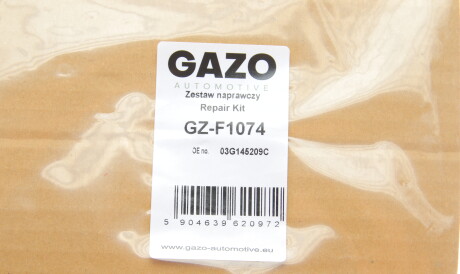 GAZO
AUTOMOTIVE
Zestaw naprawczy
Repair Kit
GZ-F1074
OE no. 03G145209C
5 904639 620972
www.gazo-automotive.eu